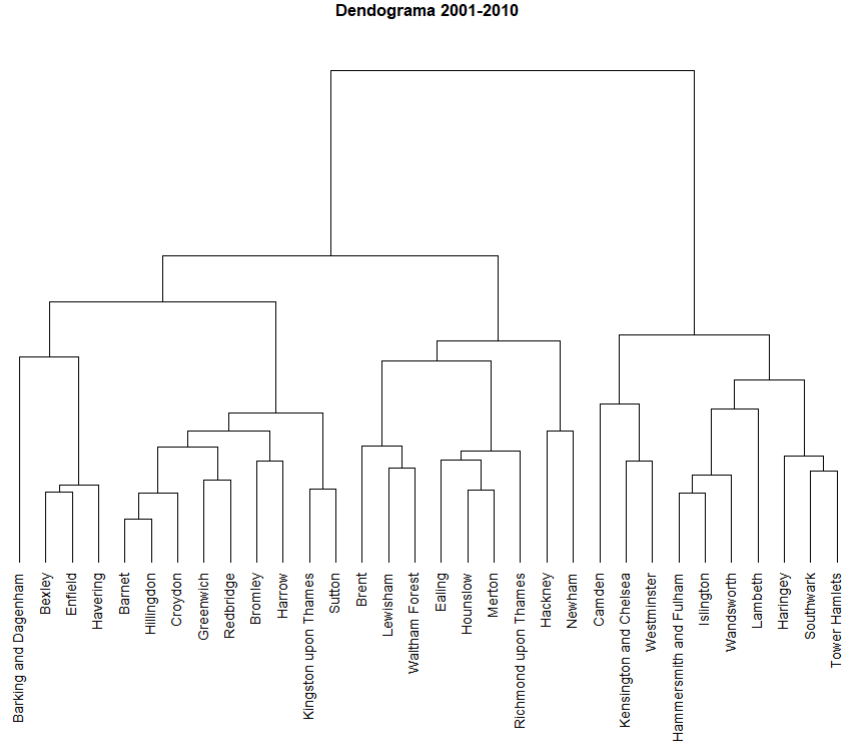 Dendograma 2001-2010
Barking and Dagenham
Bexley
Enfield
Havering
Barnet
Hillingdon
Croydon
Greenwich
Redbridge
Bromley
Harrow
Kingston upon Thames
Sutton
Brent
Lewisham
Waltham Forest
Ealing
Hounslow
Merton
Richmond upon Thames
Hackney
Newham
Camden
Kensington and Chelsea
Westminster
Hammersmith and Fulham
Islington
Wandsworth
Lambeth
Haringey
Southwark
Tower Hamlets